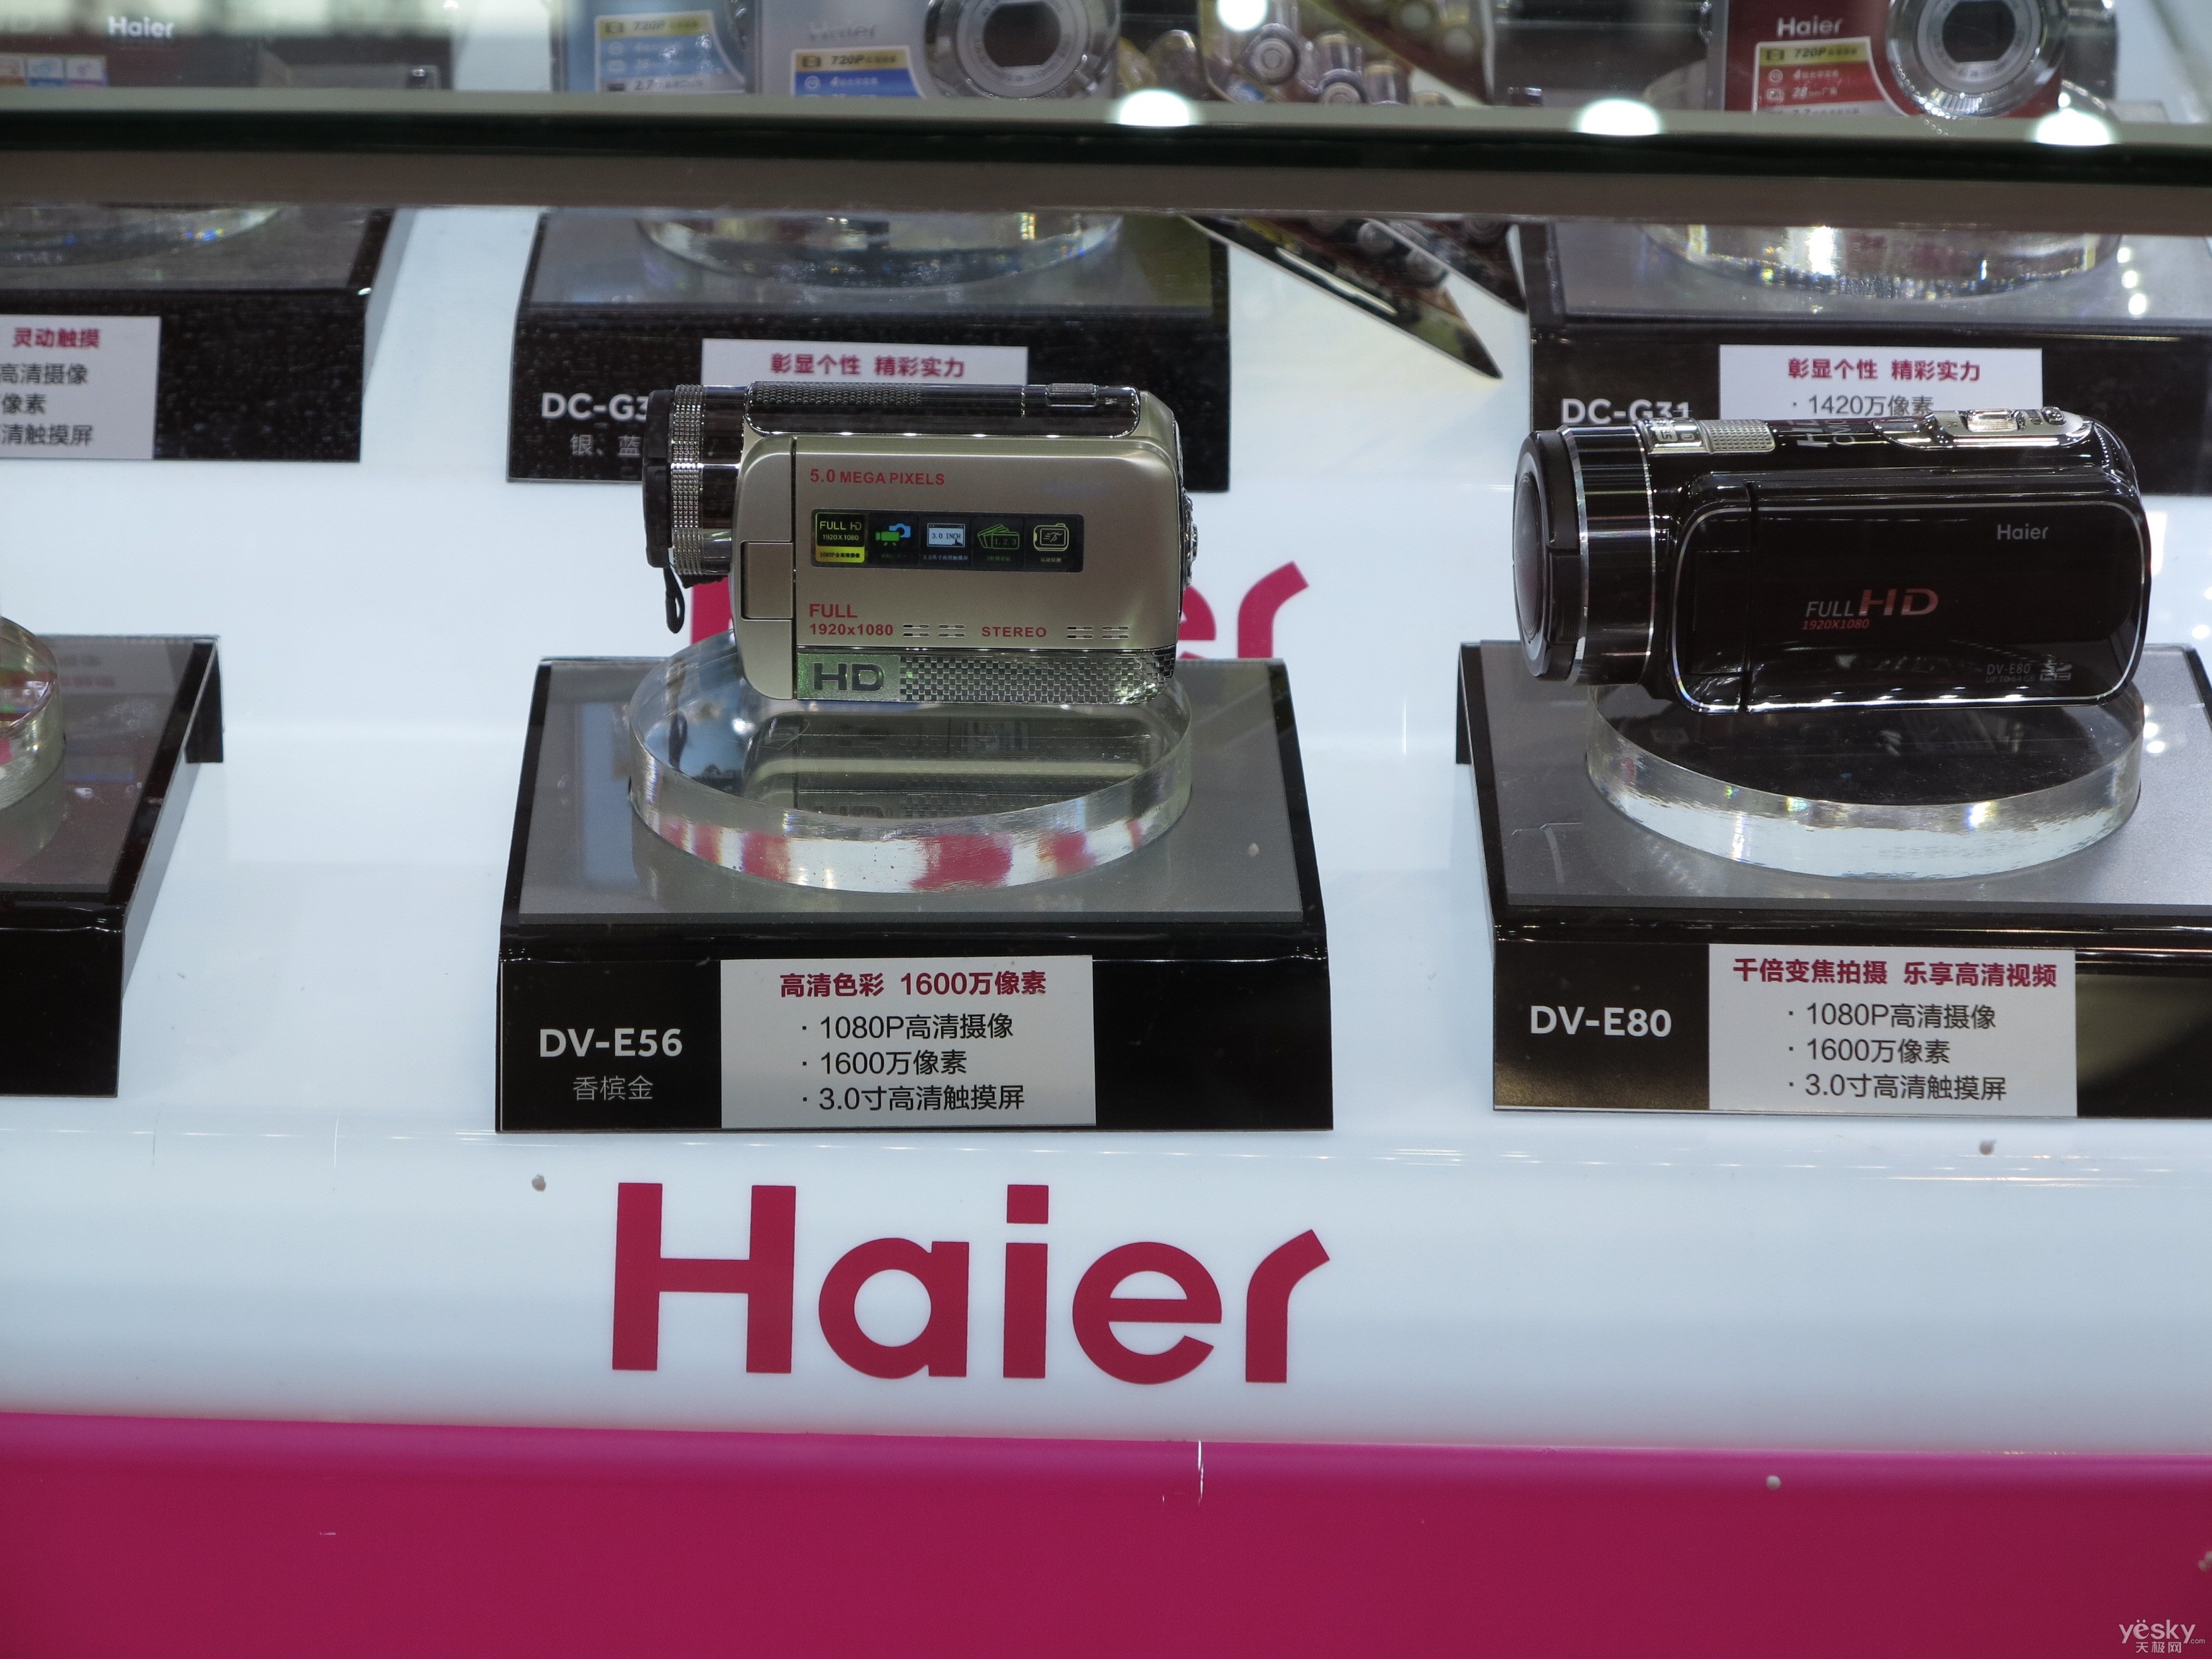 Haier
720P
720P
Haier
720P
灵动触摸
高清摄像
像素
清触摸屏
彰显个性 精彩实力
DC-G3
银、蓝
彰显个性 精彩实力
· 1420万像素
DC-G31
5.0 MEGA PIXELS
FULL HD
1920X1080
3.0 INCH
FULL
1920x1080
STEREO
HD
Haier
FULL HD
1920X1080
DV-E80
高清色彩 1600万像素
· 1080P高清摄像
· 1600万像素
· 3.0寸高清触摸屏
DV-E56
香槟金
千倍变焦拍摄 乐享高清视频
· 1080P高清摄像
· 1600万像素
· 3.0寸高清触摸屏
DV-E80
Haier
yësky.com
天极网